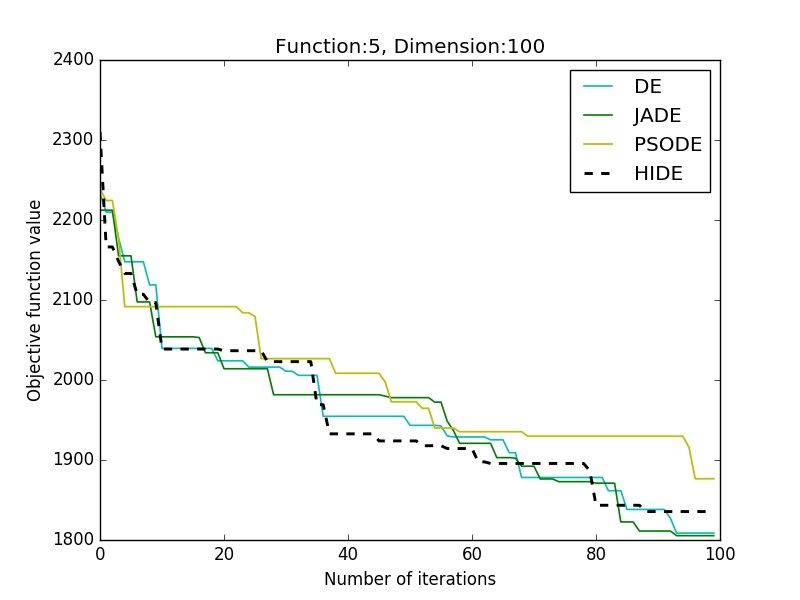 Function:5, Dimension:100
2400
2300
2200
2100
2000
1900
1800
Objective function value
0 20 40 60 80 100
Number of iterations
DE
JADE
PSODE
HIDE